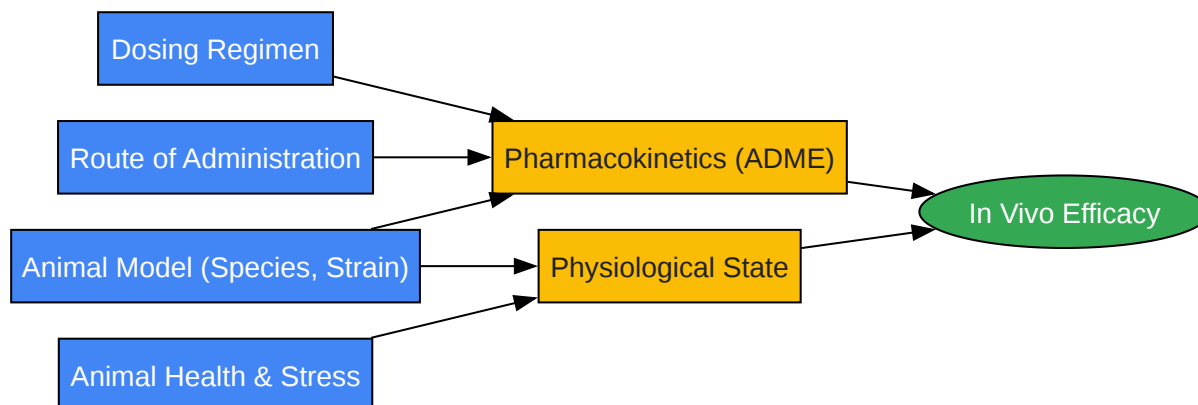 Dosing Regimen
Route of Administration
Pharmacokinetics (ADME)
In Vivo Efficacy
Animal Model (Species, Strain)
Physiological State
Animal Health & Stress